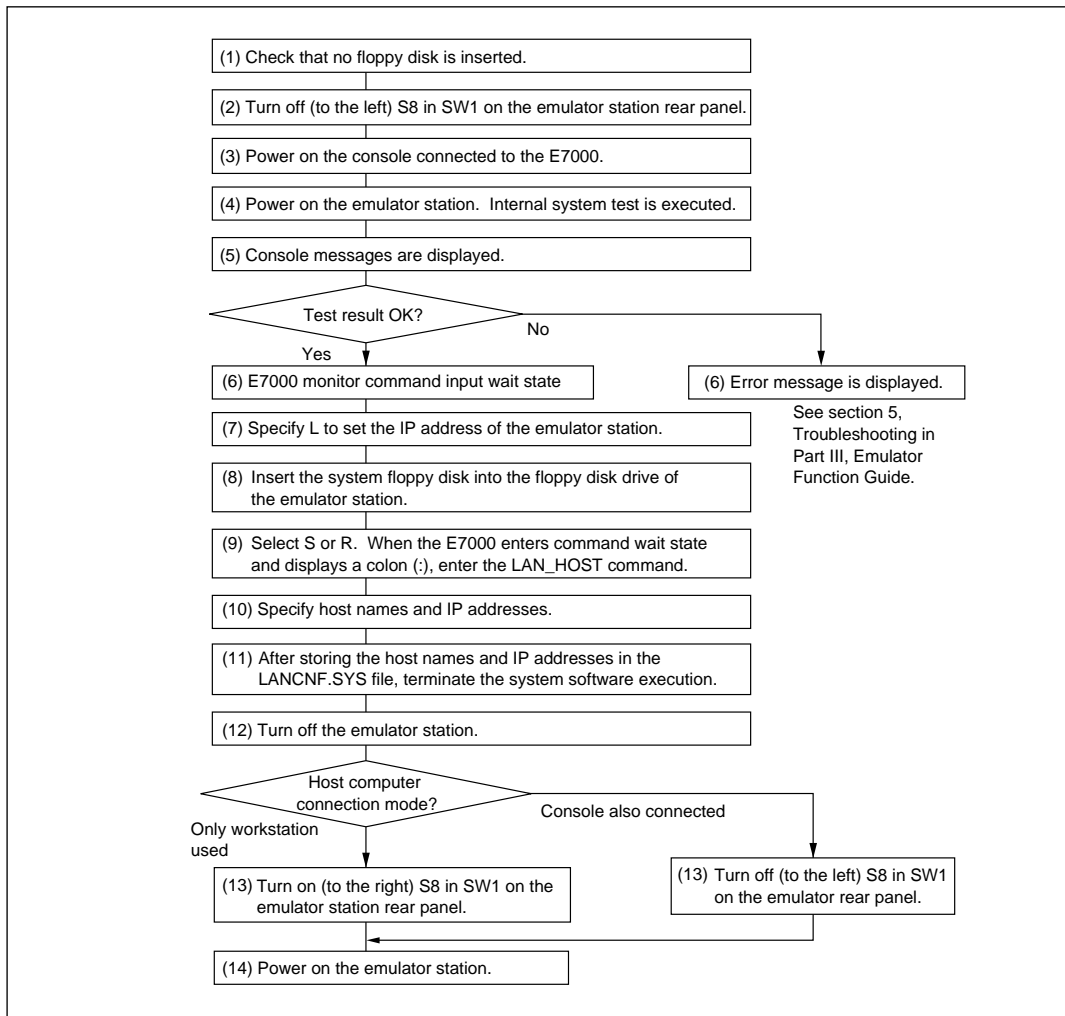 (1) Check that no floppy disk is inserted.
(2) Turn off (to the left) S8 in SW1 on the emulator station rear panel.
(3) Power on the console connected to the E7000.
(4) Power on the emulator station.  Internal system test is executed.
(5) Console messages are displayed.
Test result OK?
No
Yes
(6) E7000 monitor command input wait state
(6) Error message is displayed.
See section 5,
Troubleshooting in
Part III, Emulator
Function Guide.
(7) Specify L to set the IP address of the emulator station.
(8) Insert the system floppy disk into the floppy disk drive of
the emulator station.
(9) Select S or R.  When the E7000 enters command wait state
and displays a colon (:), enter the LAN_HOST command.
(10) Specify host names and IP addresses.
(11) After storing the host names and IP addresses in the
LANCNF.SYS file, terminate the system software execution.
(12) Turn off the emulator station.
Host computer
connection mode?
Console also connected
Only workstation
used
(13) Turn on (to the right) S8 in SW1 on the
emulator station rear panel.
(13) Turn off (to the left) S8 in SW1
on the emulator rear panel.
(14) Power on the emulator station.